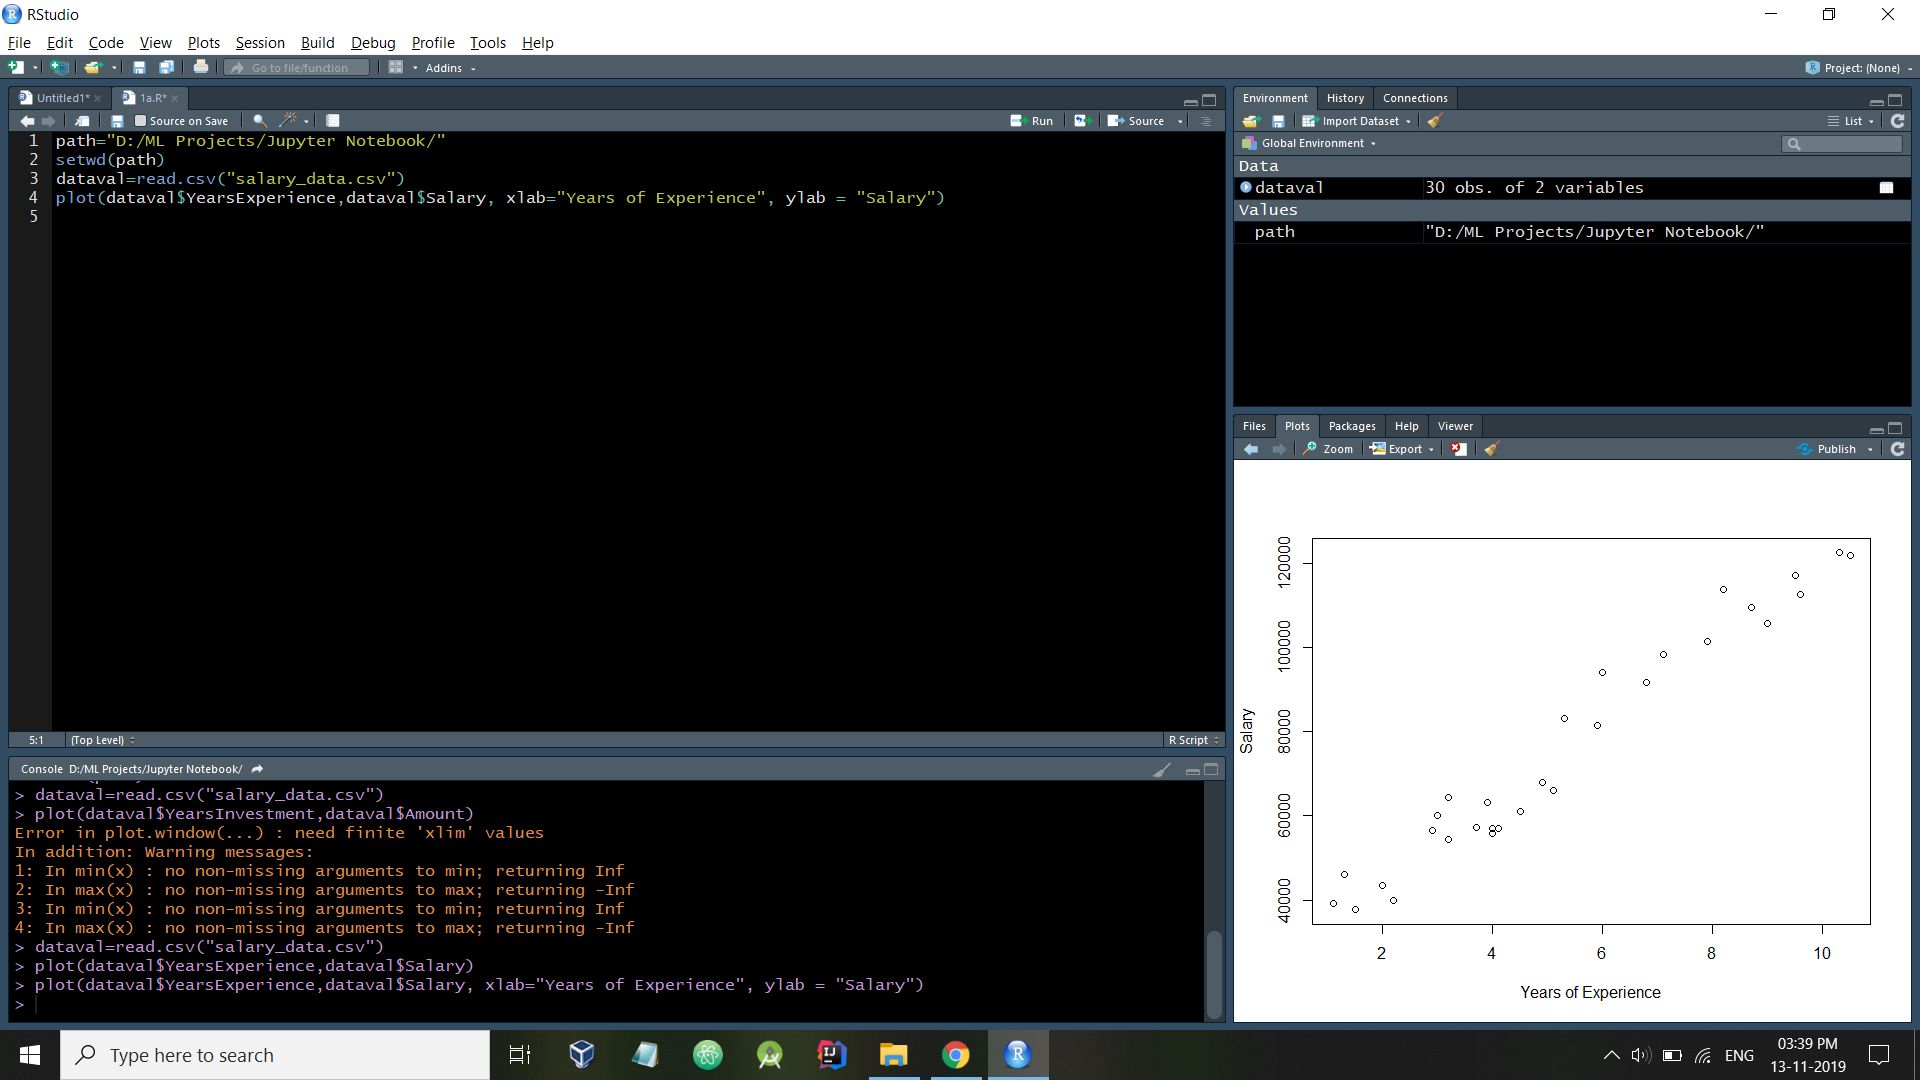 RStudio
File Edit Code View Plots Session Build Debug Profile Tools Help
Go to file/function Addins Project: (None)
Untitled1* 1a.R*
Source on Save Run Source
1 path="D:/ML Projects/Jupyter Notebook/"
2 setwd(path)
3 dataval=read.csv("salary_data.csv")
4 plot(dataval$YearsExperience,dataval$Salary, xlab="Years of Experience", ylab = "Salary")
5
5:1 (Top Level) R Script
Console D:/ML Projects/Jupyter Notebook/
> dataval=read.csv("salary_data.csv")
> plot(dataval$YearsInvestment,dataval$Amount)
Error in plot.window(...) : need finite 'xlim' values
In addition: Warning messages:
1: In min(x) : no non-missing arguments to min; returning Inf
2: In max(x) : no non-missing arguments to max; returning -Inf
3: In min(x) : no non-missing arguments to min; returning Inf
4: In max(x) : no non-missing arguments to max; returning -Inf
> dataval=read.csv("salary_data.csv")
> plot(dataval$YearsExperience,dataval$Salary)
> plot(dataval$YearsExperience,dataval$Salary, xlab="Years of Experience", ylab = "Salary")
>
Environment History Connections
Import Dataset List
Global Environment
Data
dataval 30 obs. of 2 variables
Values
path "D:/ML Projects/Jupyter Notebook/"
Files Plots Packages Help Viewer
Zoom Export Publish
120000
100000
80000
60000
40000
Salary
2 4 6 8 10
Years of Experience
Type here to search
ENG
03:39 PM
13-11-2019